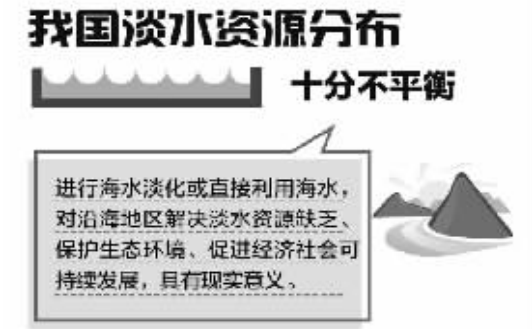 我国淡水资源分布
十分不平衡
进行海水淡化或直接利用海水，
对沿海地区解决淡水资源缺乏、
保护生态环境、促进经济社会可
持续发展，具有现实意义。